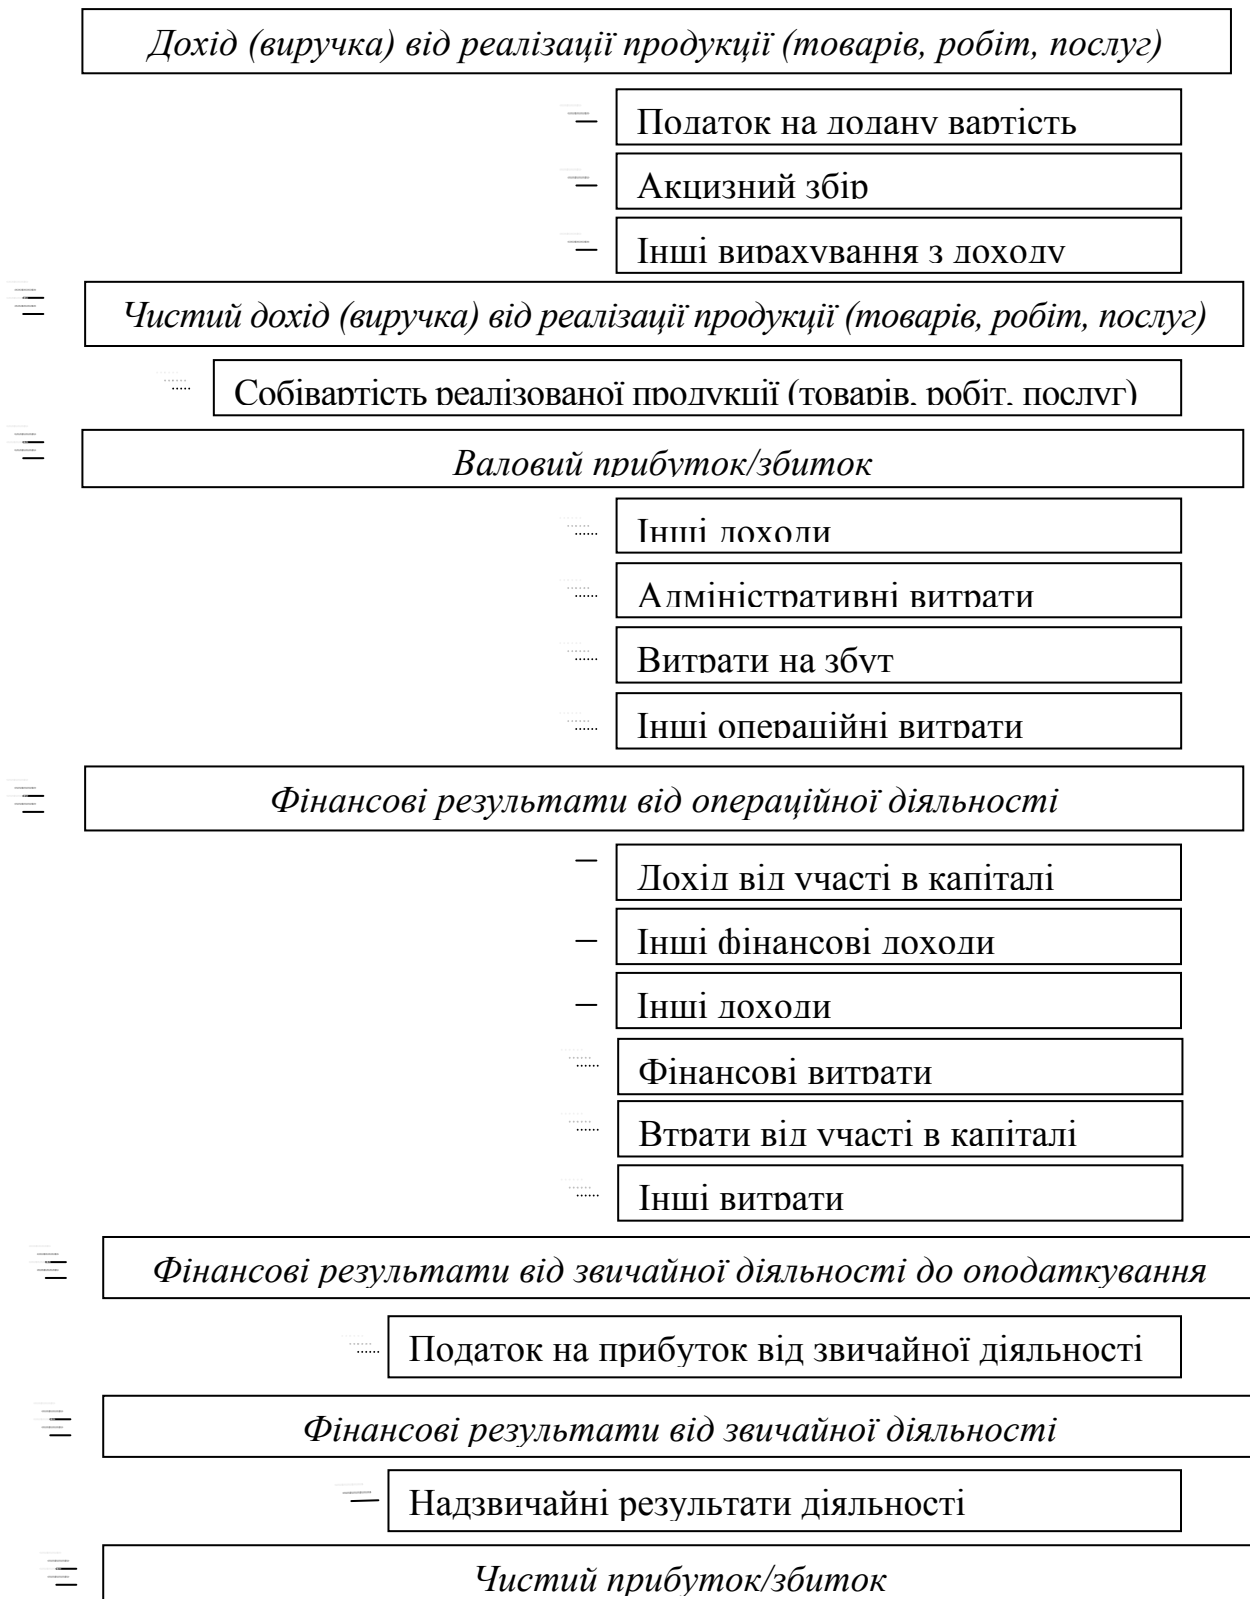 Дохід (виручка) від реалізації продукції (товарів, робіт, послуг)
Податок на додану вартість
Акцизний збір
Інші вирахування з доходу
Чистий дохід (виручка) від реалізації продукції (товарів, робіт, послуг)
Собівартість реалізованої продукції (товарів, робіт, послуг)
Валовий прибуток/збиток
Інші доходи
Адміністративні витрати
Витрати на збут
Інші операційні витрати
Фінансові результати від операційної діяльності
Дохід від участі в капіталі
Інші фінансові доходи
Інші доходи
Фінансові витрати
Втрати від участі в капіталі
Інші витрати
Фінансові результати від звичайної діяльності до оподаткування
Податок на прибуток від звичайної діяльності
Фінансові результати від звичайної діяльності
Надзвичайні результати діяльності
Чистий прибуток/збиток